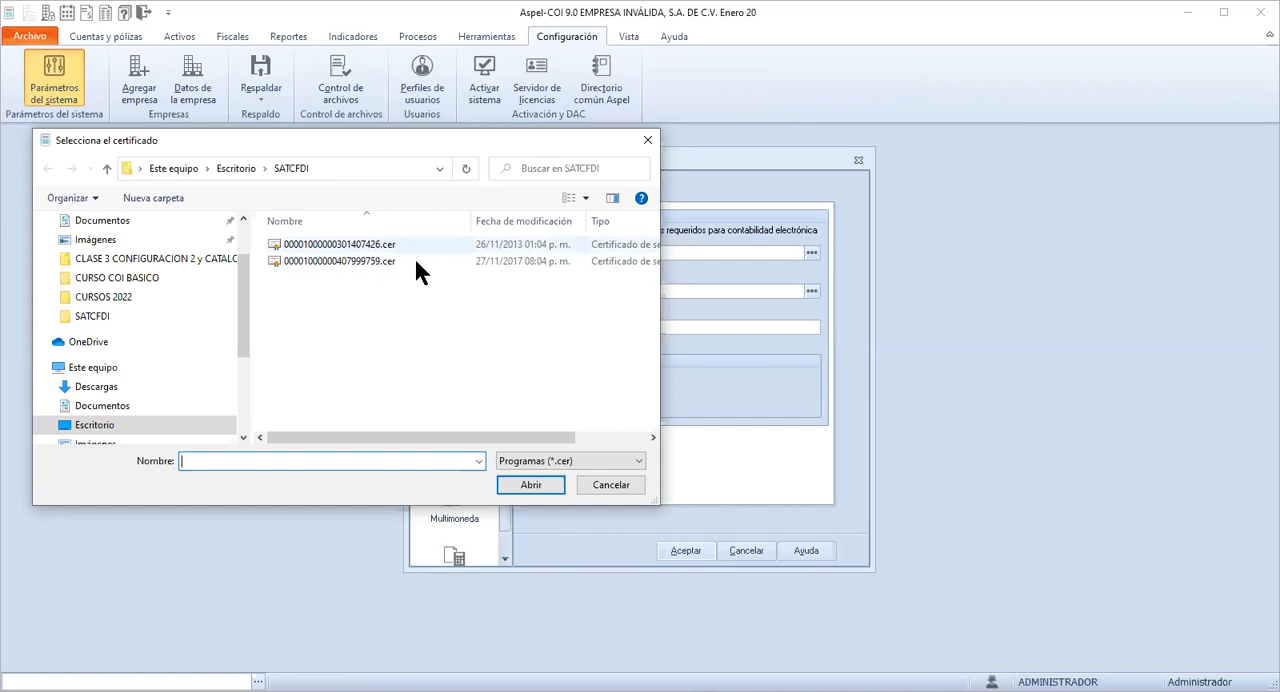 Aspel-COI 9.0 EMPRESA INVÁLIDA, S.A. DE C.V. Enero 20
Archivo
Cuentas y pólizas
Activos
Fiscales
Reportes
Indicadores
Procesos
Herramientas
Configuración
Vista
Ayuda
Parámetros
del sistema
Agregar
empresa
Datos de
la empresa
Respaldar
Control de
archivos
Perfiles de
usuarios
Activar
sistema
Servidor de
licencias
Directorio
común Aspel
Parámetros del sistema
Empresas
Respaldo
Control de archivos
Usuarios
Activación y DAC
Selecciona el certificado
Este equipo > Escritorio > SATCFDI
Buscar en SATCFDI
Organizar
Nueva carpeta
Documentos
Imágenes
CLASE 3 CONFIGURACION 2 y CATALC
CURSO COI BASICO
CURSOS 2022
SATCFDI
OneDrive
Este equipo
Descargas
Documentos
Escritorio
Imágenes
Nombre
Fecha de modificación
Tipo
00001000000301407426.cer
26/11/2013 01:04 p. m.
Certificado de se
00001000000407999759.cer
27/11/2017 08:04 p. m.
Certificado de se
Nombre:
Programas (*.cer)
Abrir
Cancelar
s requeridos para contabilidad electrónica
Multimoneda
Aceptar
Cancelar
Ayuda
ADMINISTRADOR
Administrador